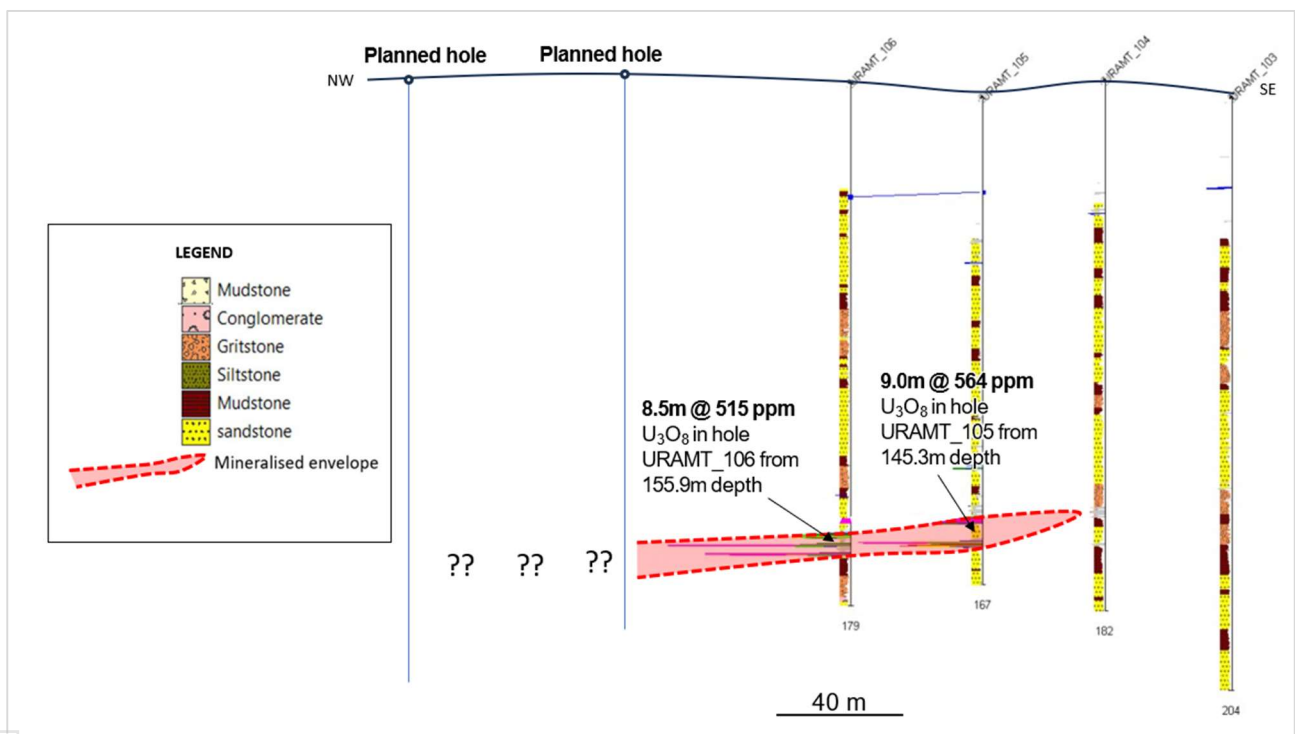 Planned hole
Planned hole
URAMT_106
URAMT_105
URAMT_104
URAMT_103
NW
SE
LEGEND
Mudstone
Conglomerate
Gritstone
Siltstone
Mudstone
sandstone
Mineralised envelope
8.5m @ 515 ppm
U₃O₈ in hole
URAMT_106 from
155.9m depth
9.0m @ 564 ppm
U₃O₈ in hole
URAMT_105 from
145.3m depth
?? ?? ??
179
167
182
204
40 m